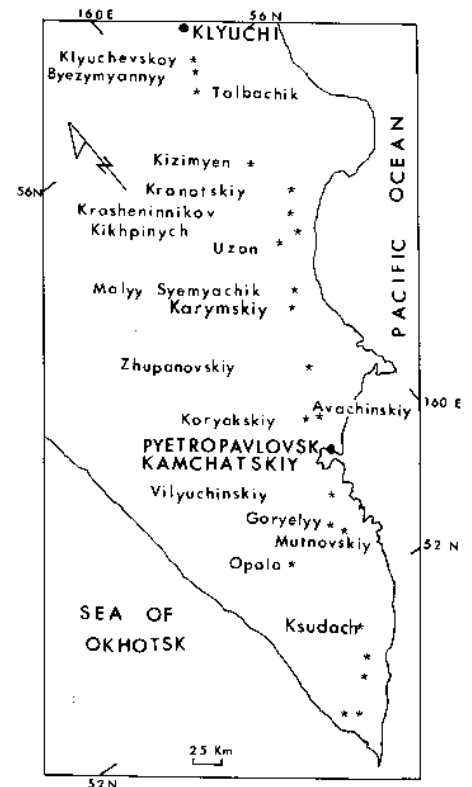 160 E
56 N
KLYUCHI
Klyuchevskoy
Byezymyannyy
Tolbachik
PACIFIC OCEAN
N
Kizimyen
56N
Kronotskiy
Krasheninnikov
Kikhpinych
Uzon
Malyy Syemyachik
Karymskiy
Zhupanovskiy
160 E
Avachinskiy
Koryakskiy
PYETROPAVLOVSK
KAMCHATSKIY
Vilyuchinskiy
Goryelyy
Mutnovskiy
52 N
Opala
SEA OF
OKHOTSK
Ksudach
25 Km
52N